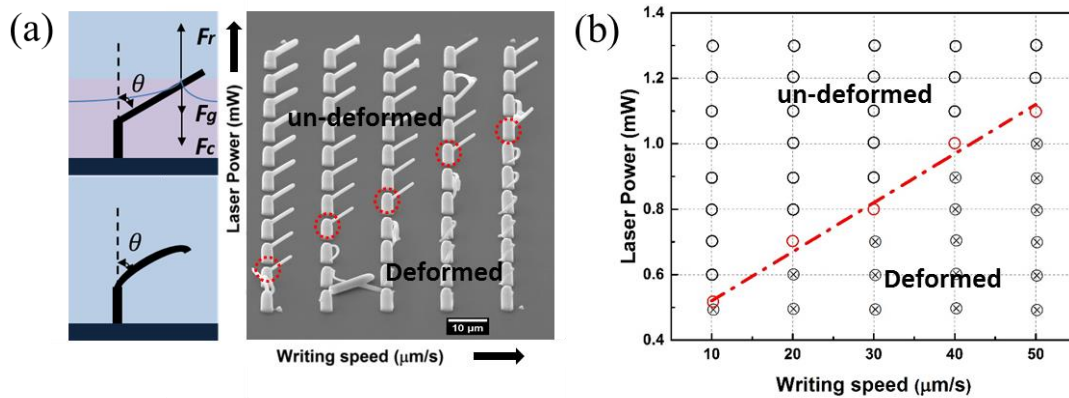 (a)
Fr
θ
Fg
Fc
θ
Laser Power (mW)
un-deformed
Deformed
10 μm
Writing speed (μm/s)
(b)
1.4
1.2
1.0
0.8
0.6
0.4
Laser Power (mW)
un-deformed
Deformed
10 20 30 40 50
Writing speed (μm/s)